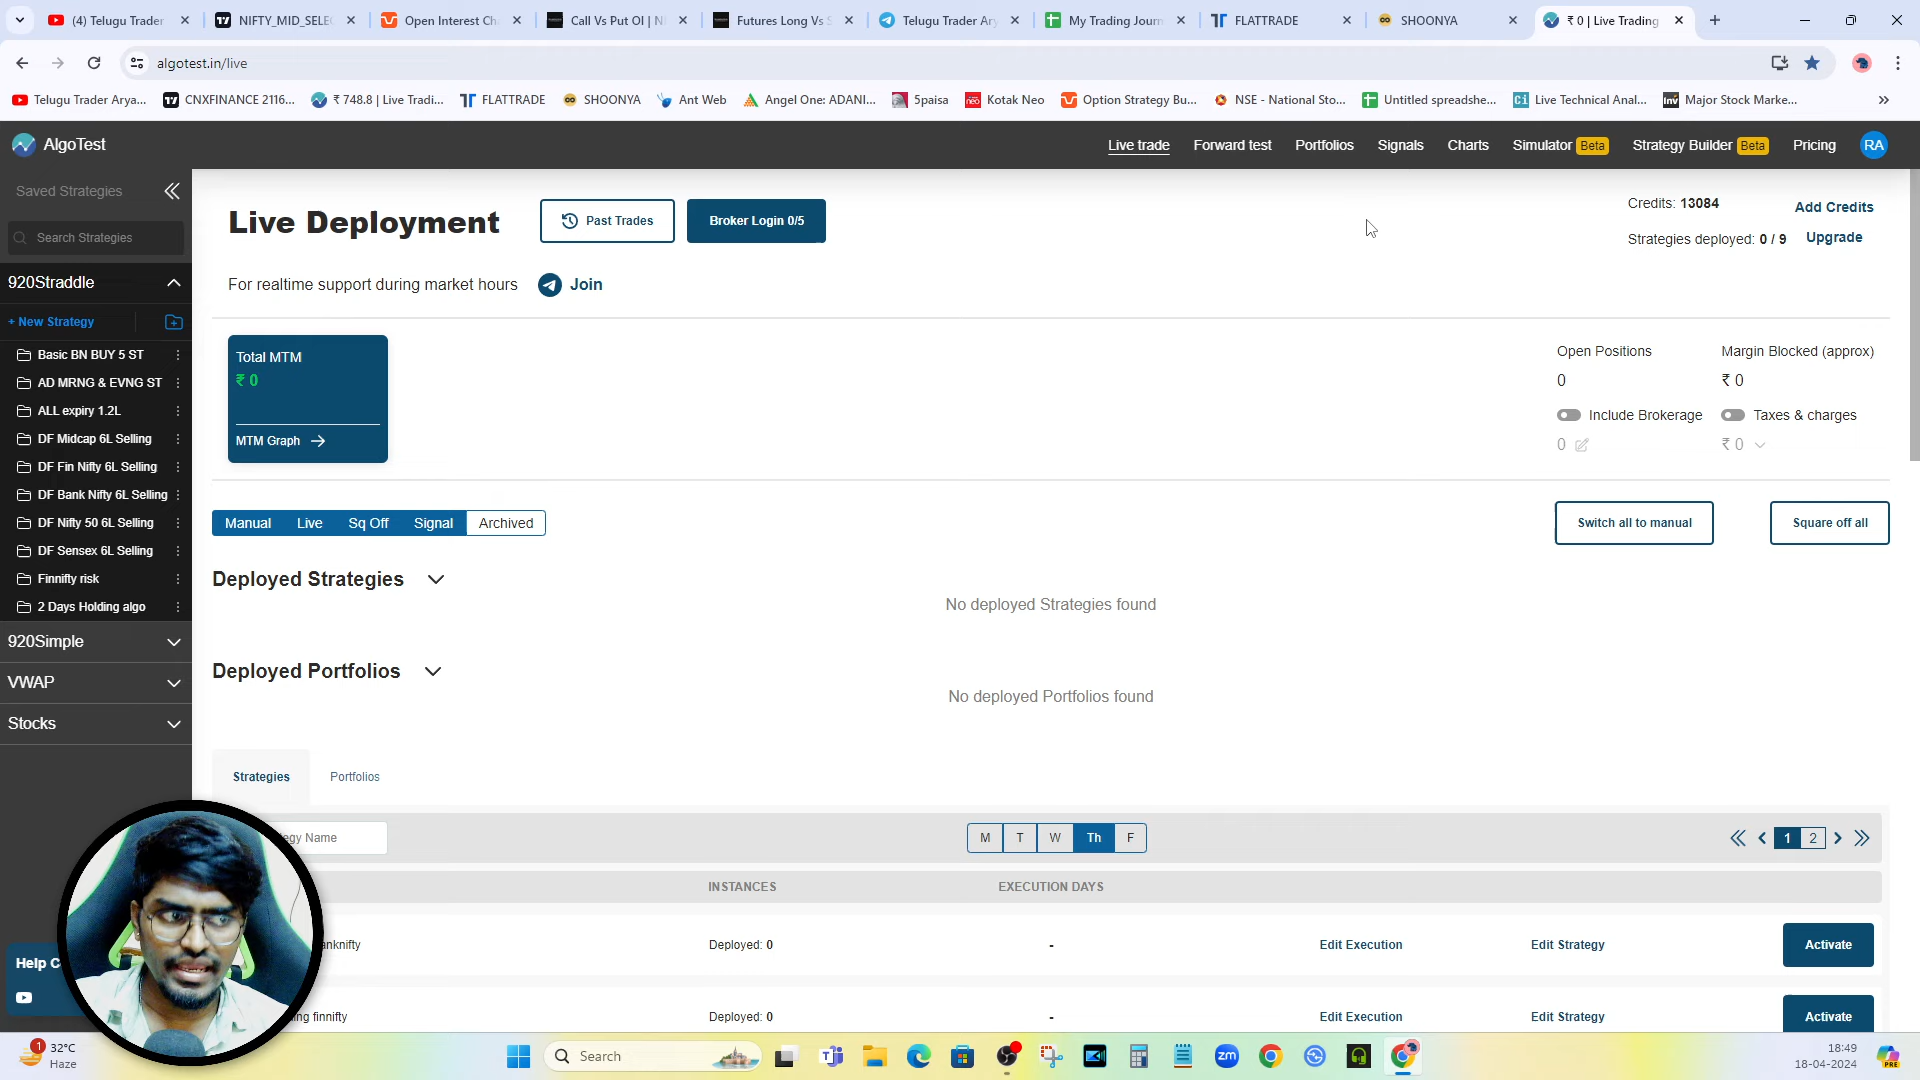 (4) Telugu Trader
NIFTY_MID_SELE
Open Interest Ch
Call Vs Put OI | NI
Futures Long Vs S
Telugu Trader Ary
My Trading Journ
FLATTRADE
SHOONYA
₹ 0 | Live Trading
algotest.in/live
Telugu Trader Arya...
CNXFINANCE 2116...
₹ 748.8 | Live Tradi...
FLATTRADE
SHOONYA
Ant Web
Angel One: ADANI...
5paisa
Kotak Neo
Option Strategy Bu...
NSE - National Sto...
Untitled spreadshe...
Live Technical Anal...
Major Stock Marke...
AlgoTest
Live trade
Forward test
Portfolios
Signals
Charts
Simulator Beta
Strategy Builder Beta
Pricing
RA
Saved Strategies
Search Strategies
920Straddle
+ New Strategy
Basic BN BUY 5 ST
AD MRNG & EVNG ST
ALL expiry 1.2L
DF Midcap 6L Selling
DF Fin Nifty 6L Selling
DF Bank Nifty 6L Selling
DF Nifty 50 6L Selling
DF Sensex 6L Selling
Finnifty risk
2 Days Holding algo
920Simple
VWAP
Stocks
Live Deployment
Past Trades
Broker Login 0/5
Credits: 13084
Add Credits
Strategies deployed: 0 / 9
Upgrade
For realtime support during market hours
Join
Total MTM
₹ 0
MTM Graph
Open Positions
0
Margin Blocked (approx)
₹ 0
Include Brokerage
0
Taxes & charges
₹ 0
Manual
Live
Sq Off
Signal
Archived
Switch all to manual
Square off all
Deployed Strategies
No deployed Strategies found
Deployed Portfolios
No deployed Portfolios found
Strategies
Portfolios
Name
M
T
W
Th
F
1
2
INSTANCES
EXECUTION DAYS
Deployed: 0
-
Edit Execution
Edit Strategy
Activate
finnifty
Deployed: 0
-
Edit Execution
Edit Strategy
Activate
Help
1
32°C
Haze
Search
zm
18:49
18-04-2024
PRE